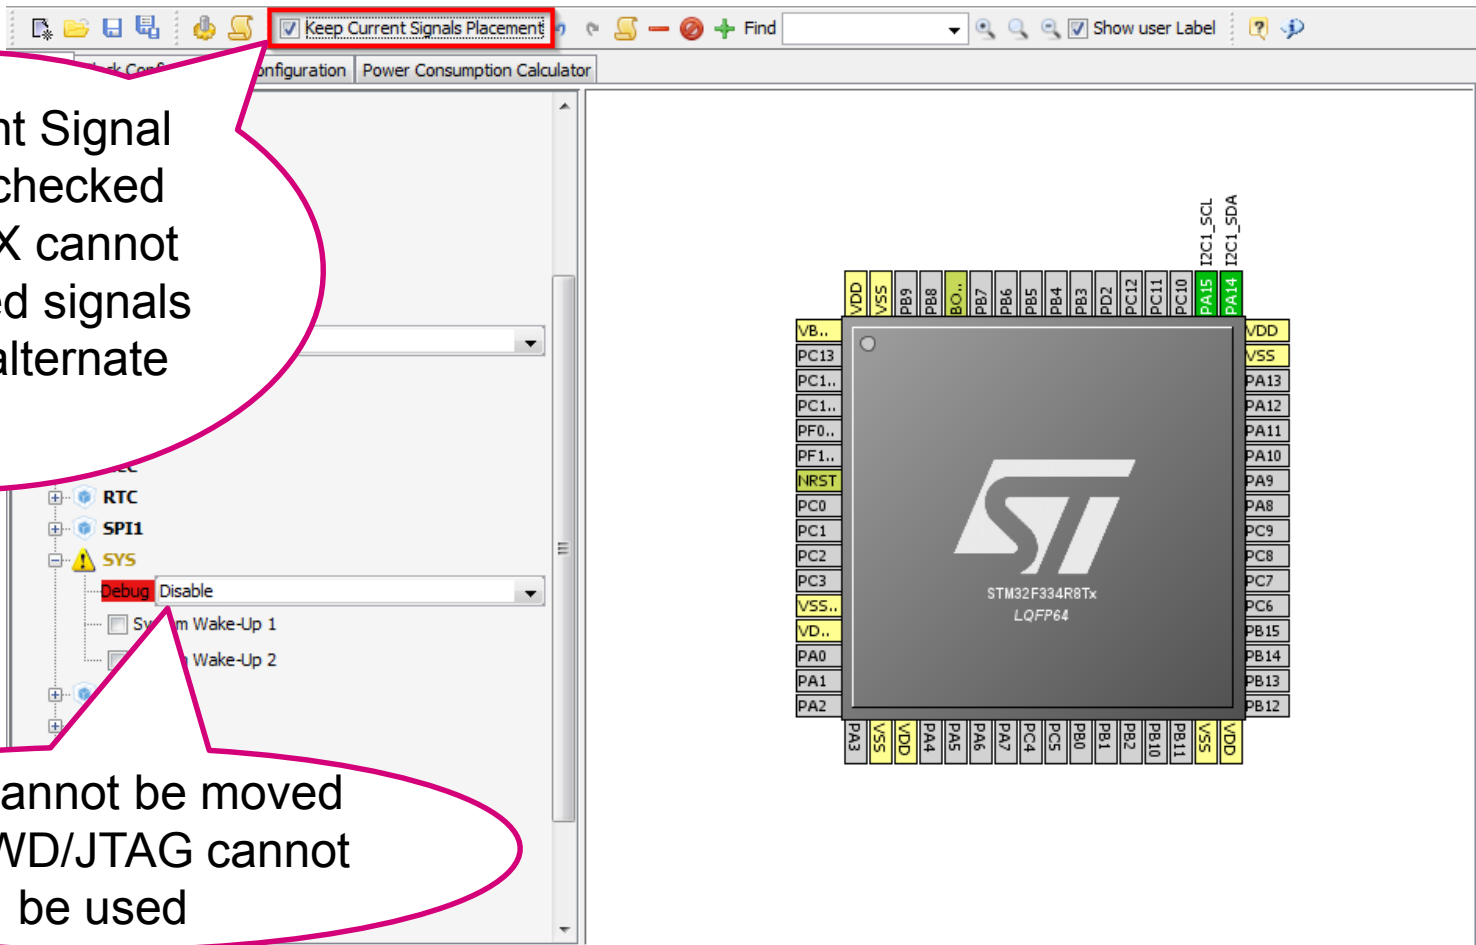 Keep Current Signals Placement
Find
Show user Label
nfiguration
Power Consumption Calculator
nt Signal
checked
X cannot
ed signals
alternate
RTC
SPI1
SYS
Debug Disable
System Wake-Up 1
Wake-Up 2
cannot be moved
WD/JTAG cannot
be used
I2C1_SCL
I2C1_SDA
VDD
VSS
PB9
PB8
BO..
PB7
PB6
PB5
PB4
PB3
PD2
PC12
PC11
PC10
PA15
PA14
VB..
PC13
PC1..
PC1..
PF0..
PF1..
NRST
PC0
PC1
PC2
PC3
VSS..
VD..
PA0
PA1
PA2
VDD
VSS
PA13
PA12
PA11
PA10
PA9
PA8
PC9
PC8
PC7
PC6
PB15
PB14
PB13
PB12
ST
STM32F334R8Tx
LQFP64
PA3
VSS
VDD
PA4
PA5
PA6
PA7
PC4
PC5
PB0
PB1
PB2
PB10
PB11
VSS
VDD